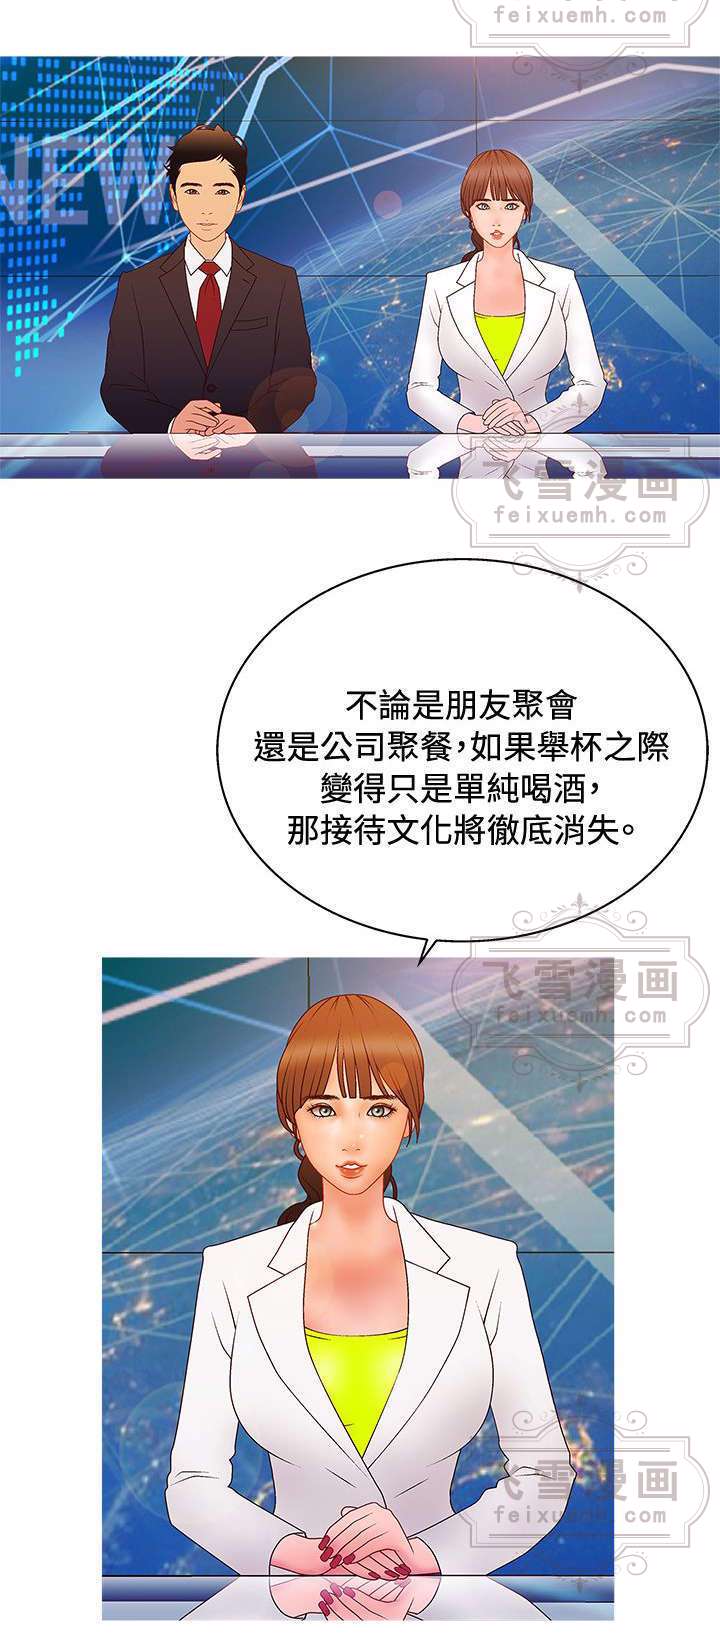 feixuemh.com
NEW
飞雪漫画
feixuemh.com
不論是朋友聚會
還是公司聚餐,如果舉杯之際
變得只是單純喝酒,
那接待文化將徹底消失。
飞雪漫画
feixuemh.com
飞雪漫画
feixuemh.com